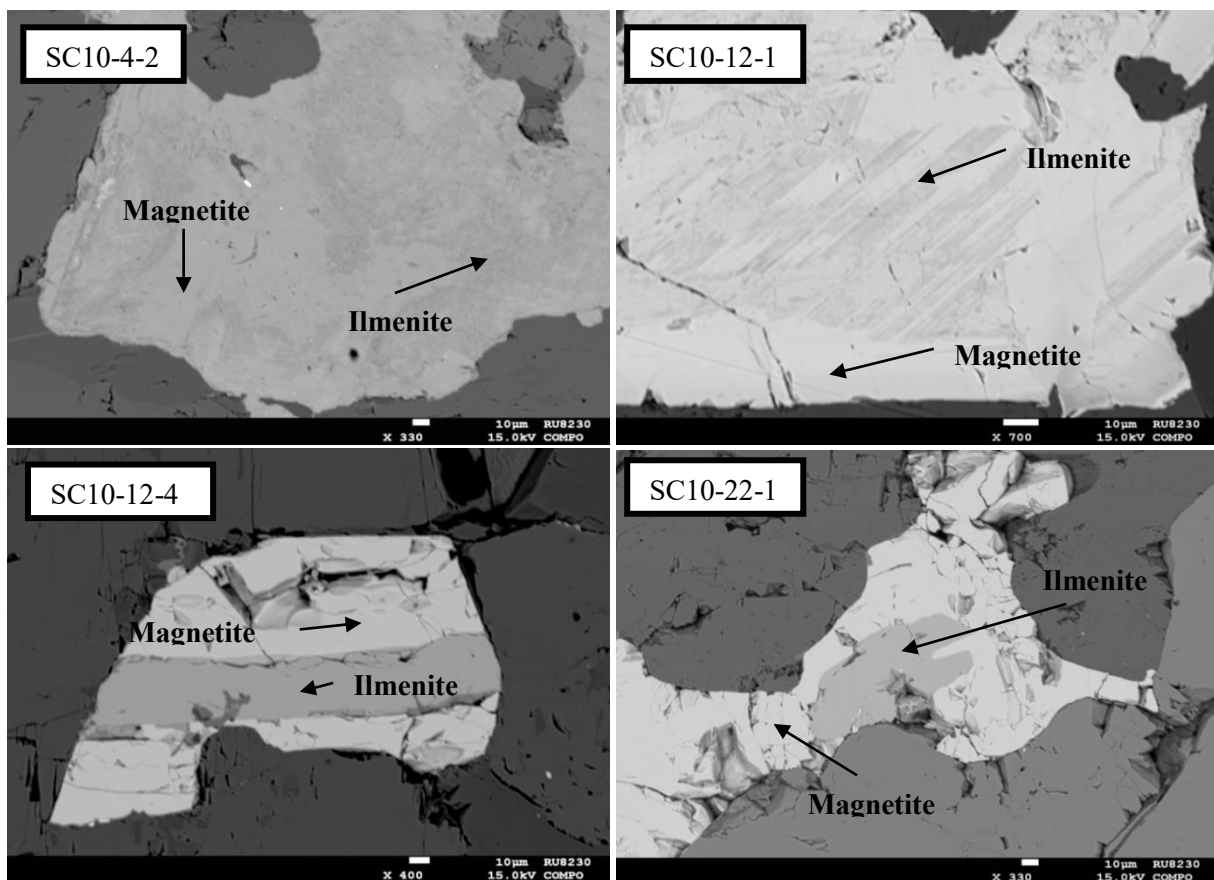 SC10-4-2
Magnetite
Ilmenite
10μm RU8230
X 330 15.0kV COMPO
SC10-12-1
Ilmenite
Magnetite
10μm RU8230
X 700 15.0kV COMPO
SC10-12-4
Magnetite
Ilmenite
10μm RU8230
X 400 15.0kV COMPO
SC10-22-1
Ilmenite
Magnetite
10μm RU8230
X 330 15.0kV COMPO